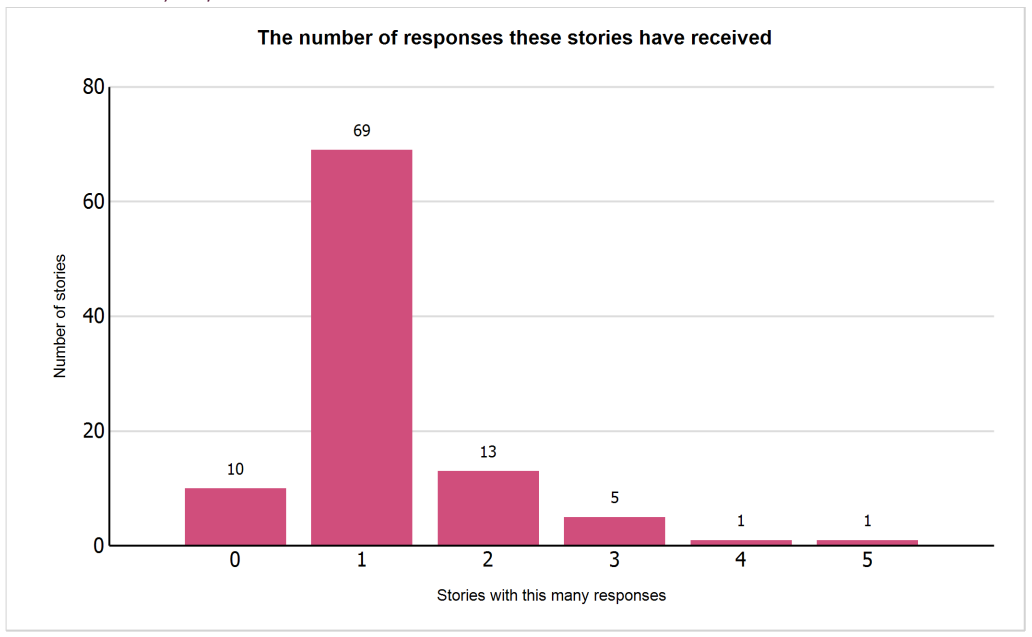 The number of responses these stories have received
80
69
60
Number of stories
40
20
13
10
5
1
1
0
0 1 2 3 4 5
Stories with this many responses